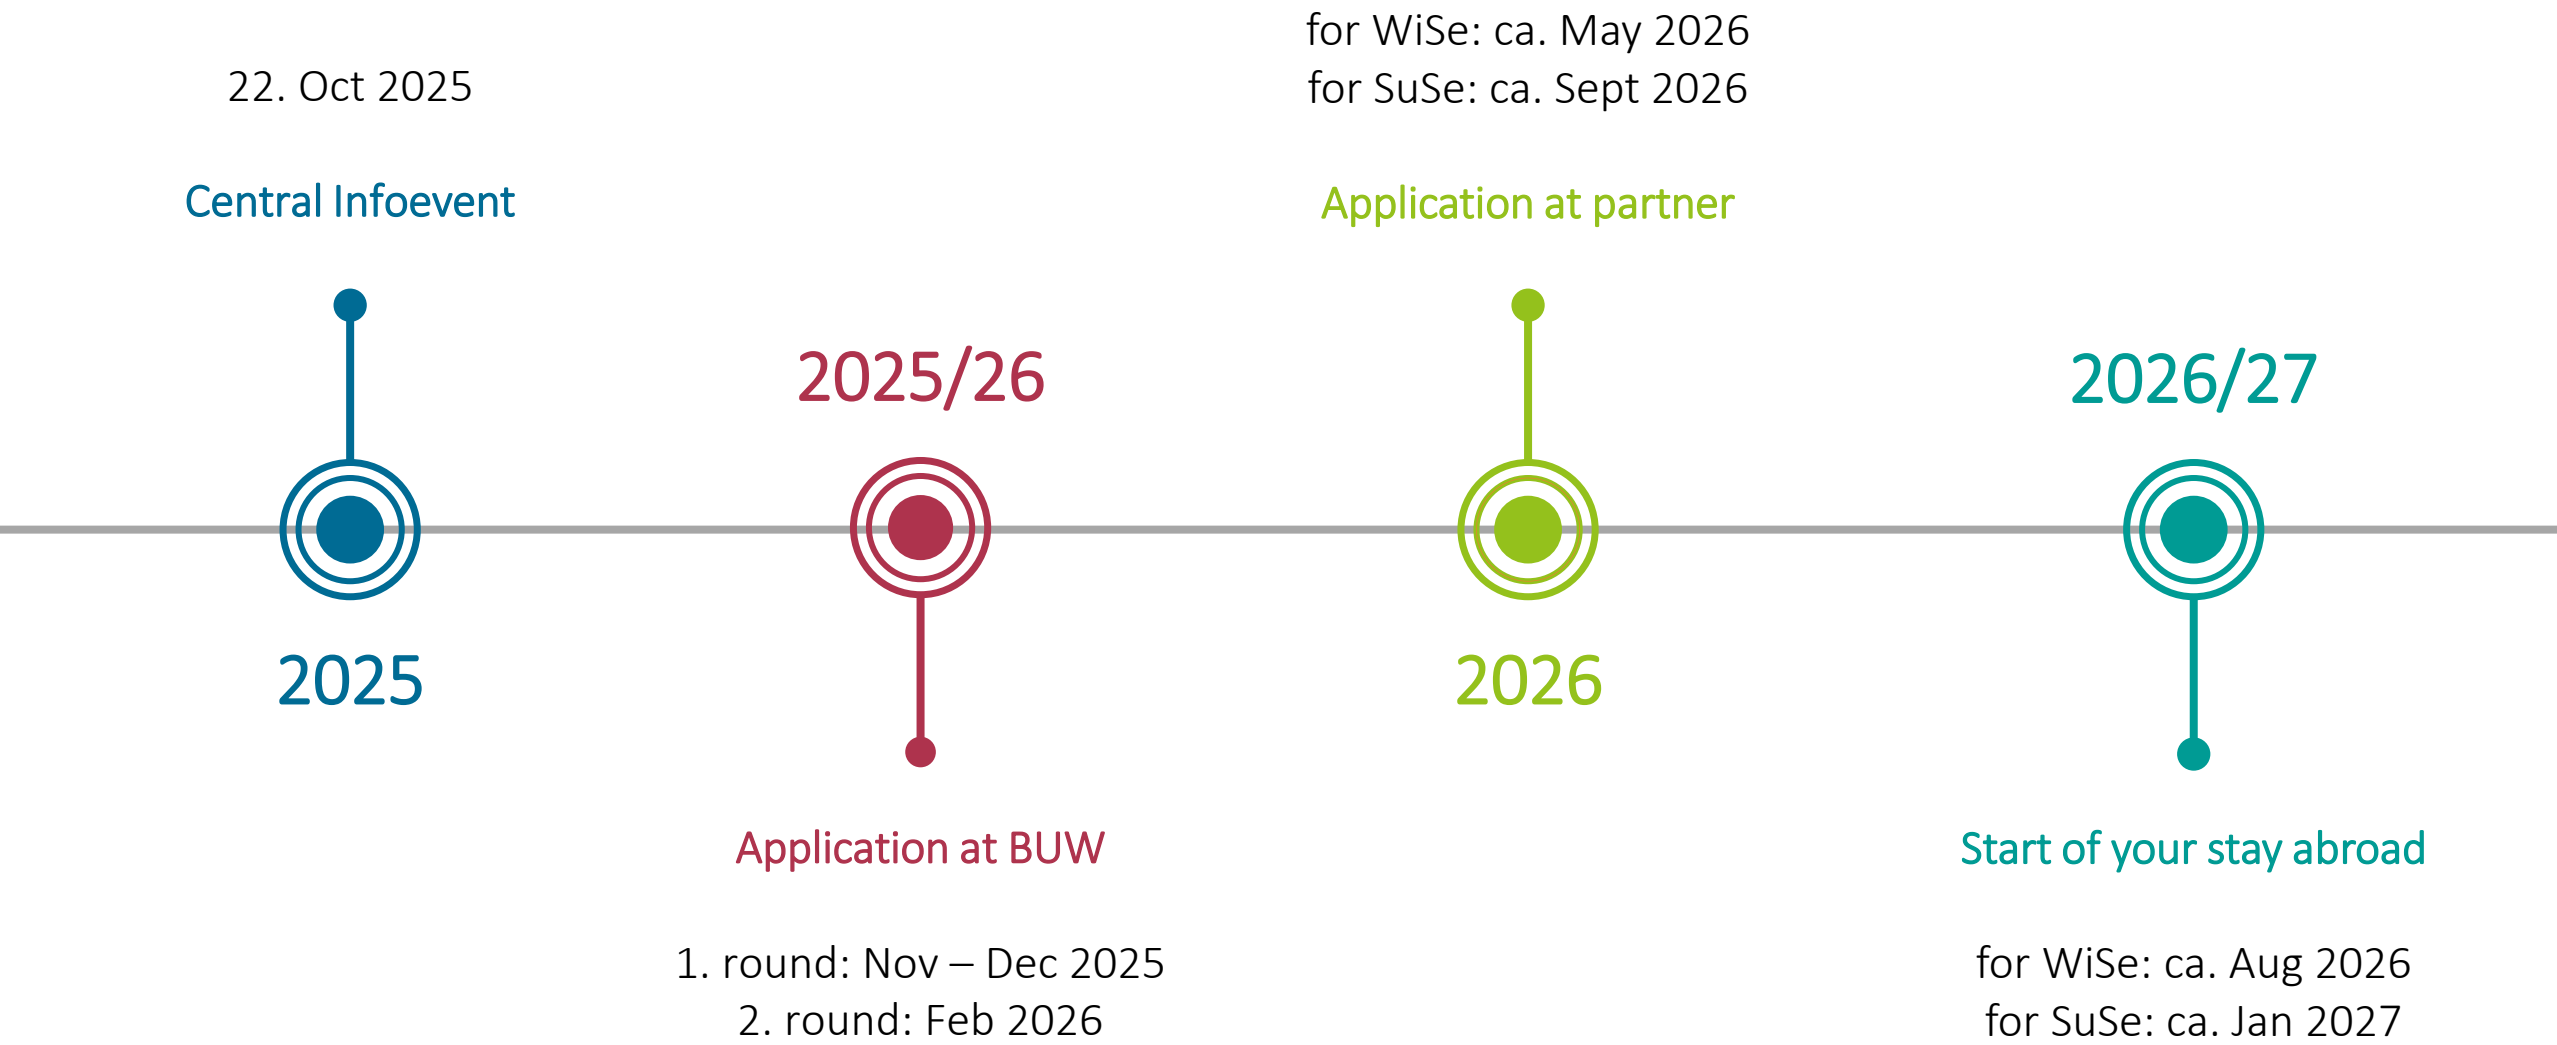 22. Oct 2025
Central Infoevent
2025
2025/26
Application at BUW
1. round: Nov – Dec 2025
2. round: Feb 2026
for WiSe: ca. May 2026
for SuSe: ca. Sept 2026
Application at partner
2026
2026/27
Start of your stay abroad
for WiSe: ca. Aug 2026
for SuSe: ca. Jan 2027